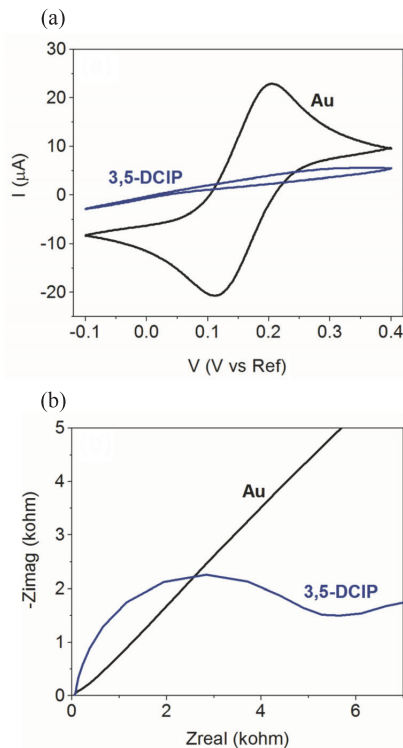 (a)
30
20
10
0
-10
-20
I (μA)
Au
3,5-DCIP
-0.1 0.0 0.1 0.2 0.3 0.4
V (V vs Ref)
(b)
5
4
3
2
1
0
-Zimag (kohm)
Au
3,5-DCIP
0 2 4 6
Zreal (kohm)